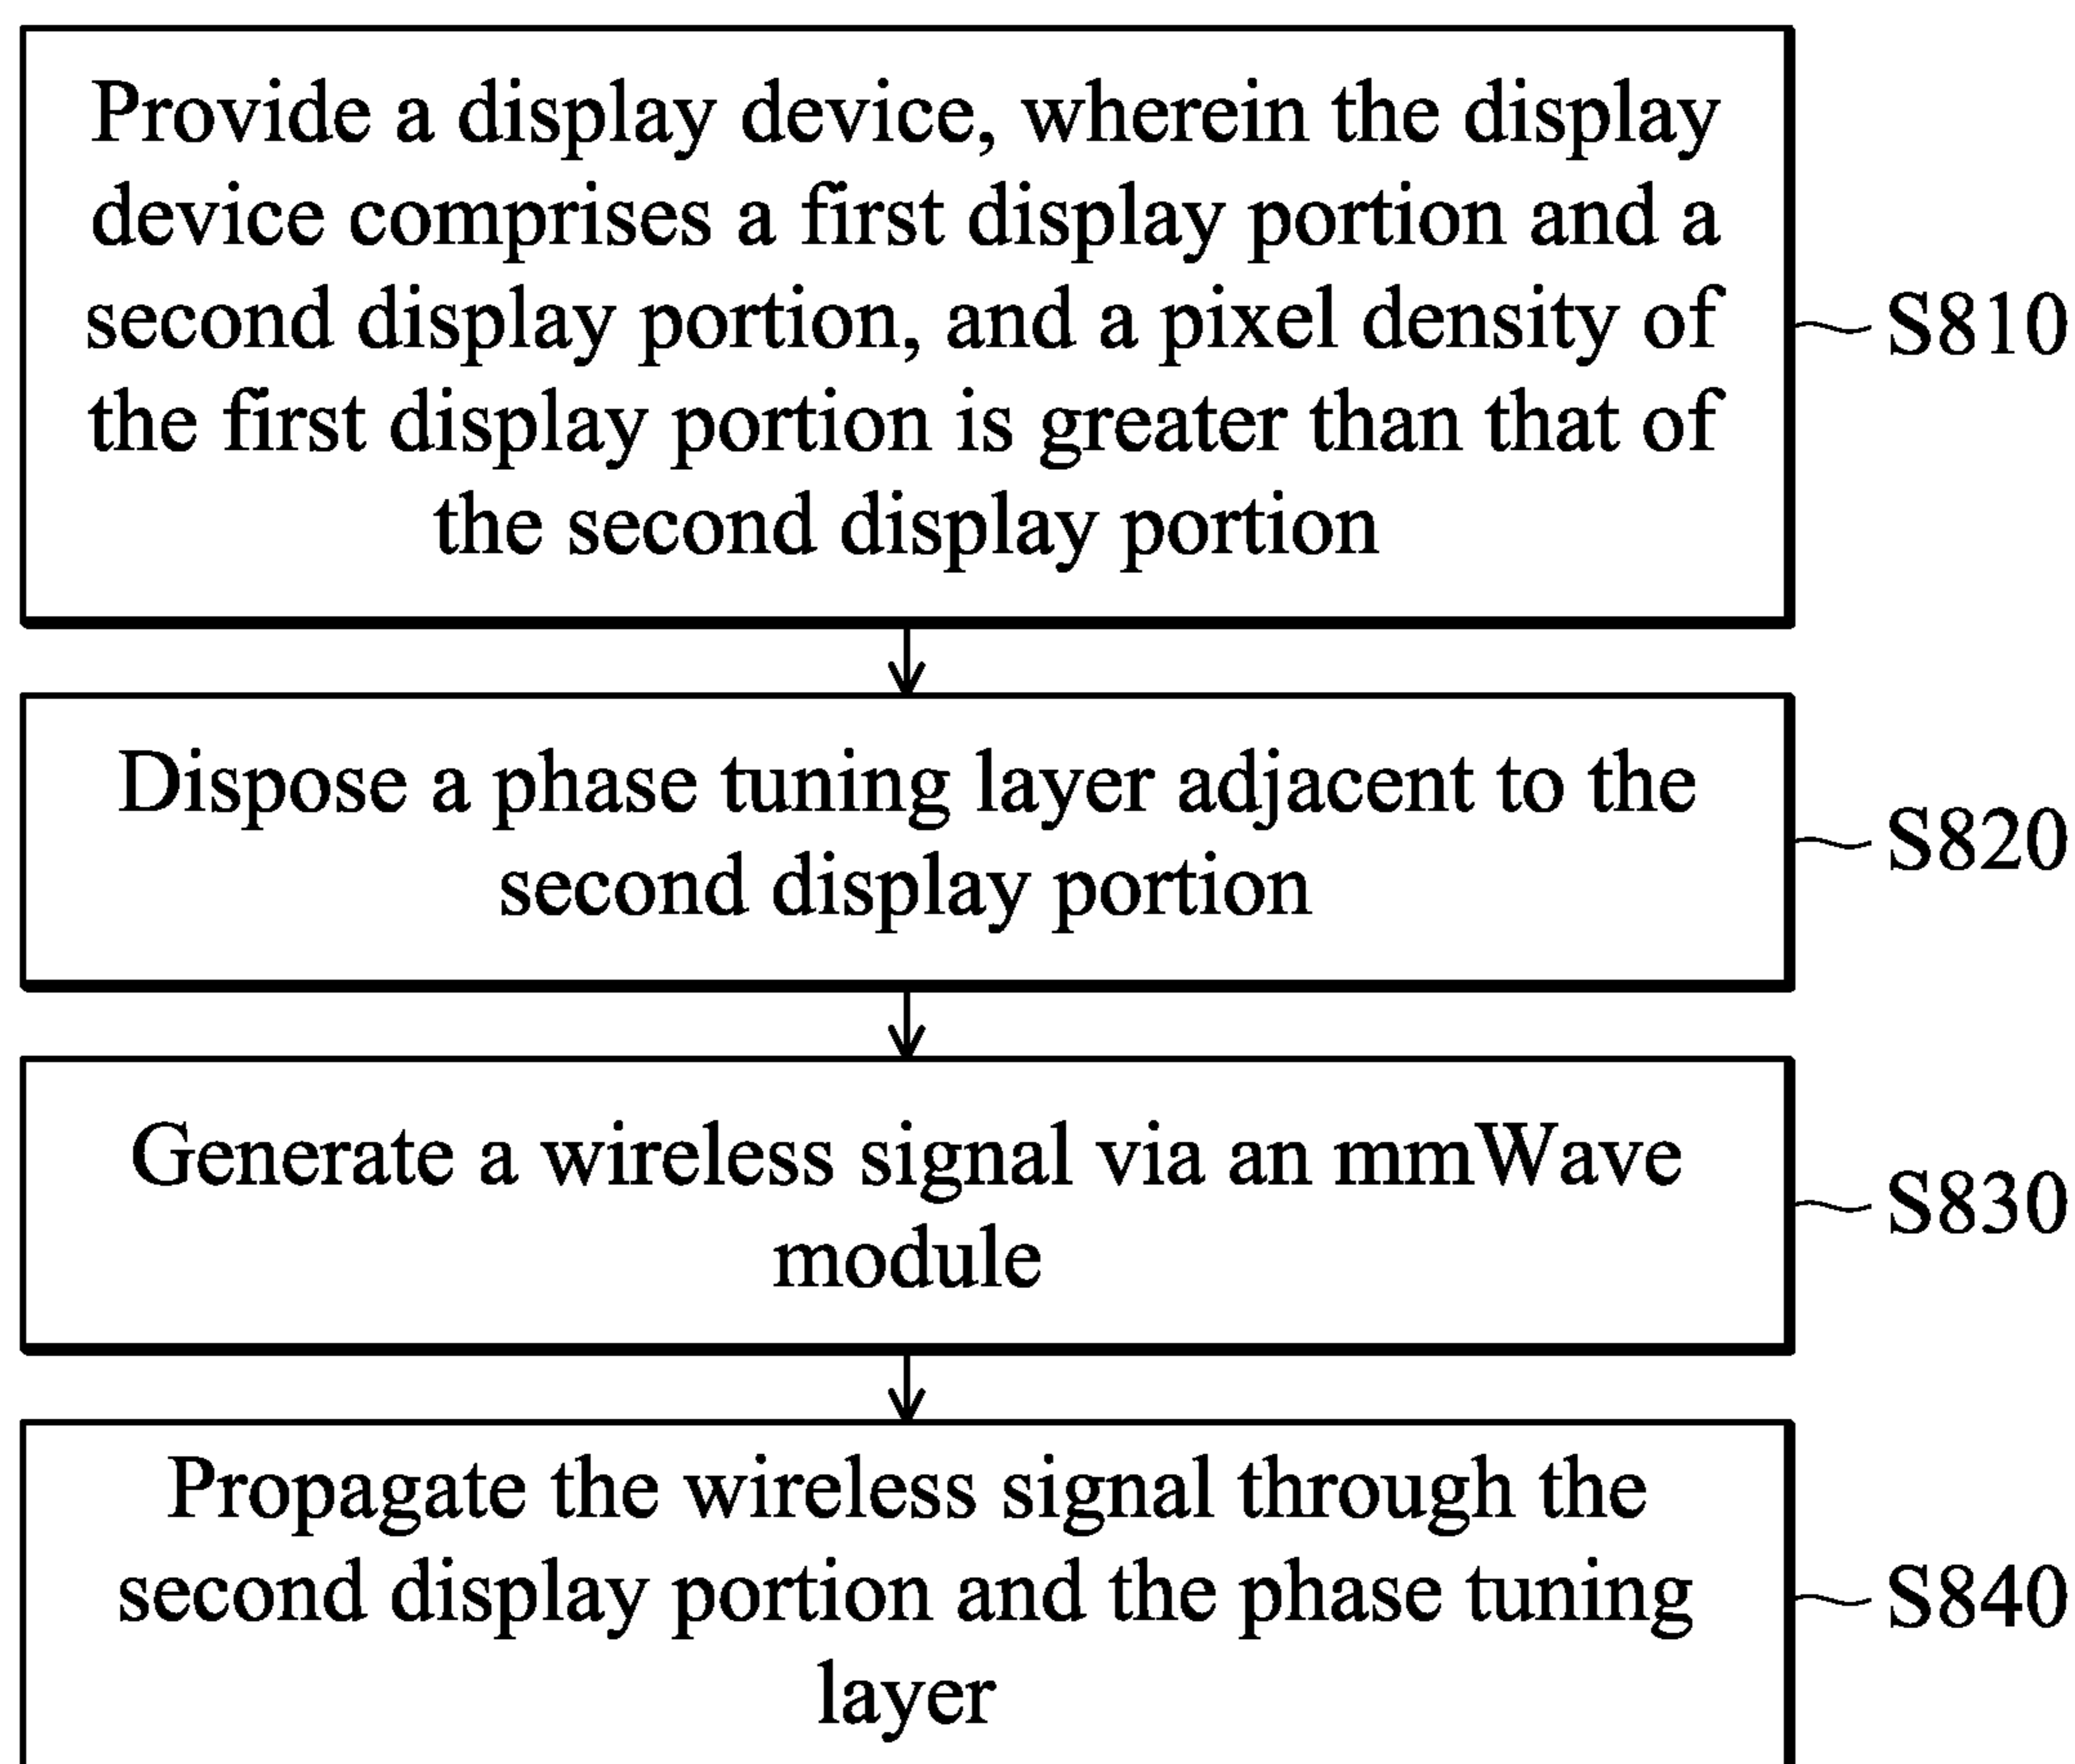 Provide a display device, wherein the display
device comprises a first display portion and a
second display portion, and a pixel density of
the first display portion is greater than that of
the second display portion
S810
Dispose a phase tuning layer adjacent to the
second display portion
S820
Generate a wireless signal via an mmWave
module
S830
Propagate the wireless signal through the
second display portion and the phase tuning
layer
S840